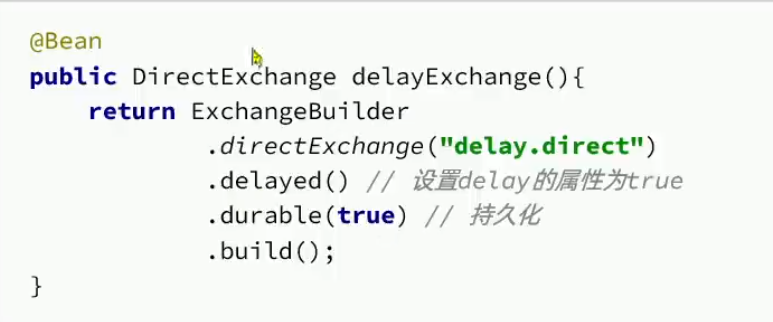 @Bean
public DirectExchange delayExchange(){
    return ExchangeBuilder
            .directExchange("delay.direct")
            .delayed() // 设置delay的属性为true
            .durable(true) // 持久化
            .build();
}